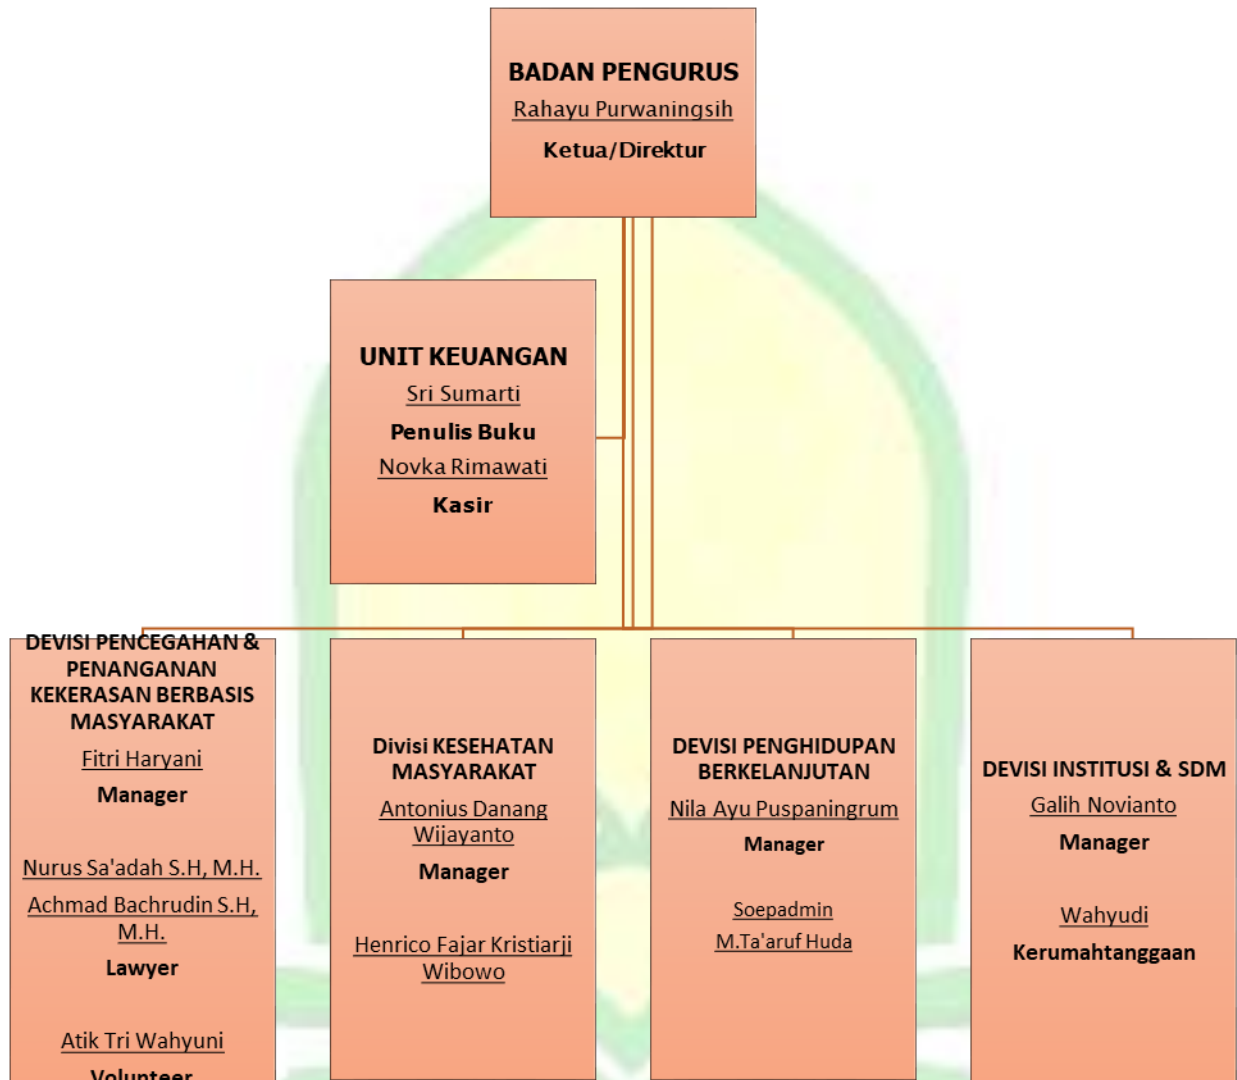 BADAN PENGURUS
Rahayu Purwaningsih
Ketua/Direktur
UNIT KEUANGAN
Sri Sumarti
Penulis Buku
Novka Rimawati
Kasir
DEVISI PENCEGAHAN &
PENANGANAN
KEKERASAN BERBASIS
MASYARAKAT
Fitri Haryani
Manager
Nurus Sa'adah S.H, M.H.
Achmad Bachrudin S.H,
M.H.
Lawyer
Atik Tri Wahyuni
Volunteer
Divisi KESEHATAN
MASYARAKAT
Antonius Danang
Wijayanto
Manager
Henrico Fajar Kristiarji
Wibowo
DEVISI PENGHIDUPAN
BERKELANJUTAN
Nila Ayu Puspaningrum
Manager
Soepadmin
M.Ta'aruf Huda
DEVISI INSTITUSI & SDM
Galih Novianto
Manager
Wahyudi
Kerumahtanggaan